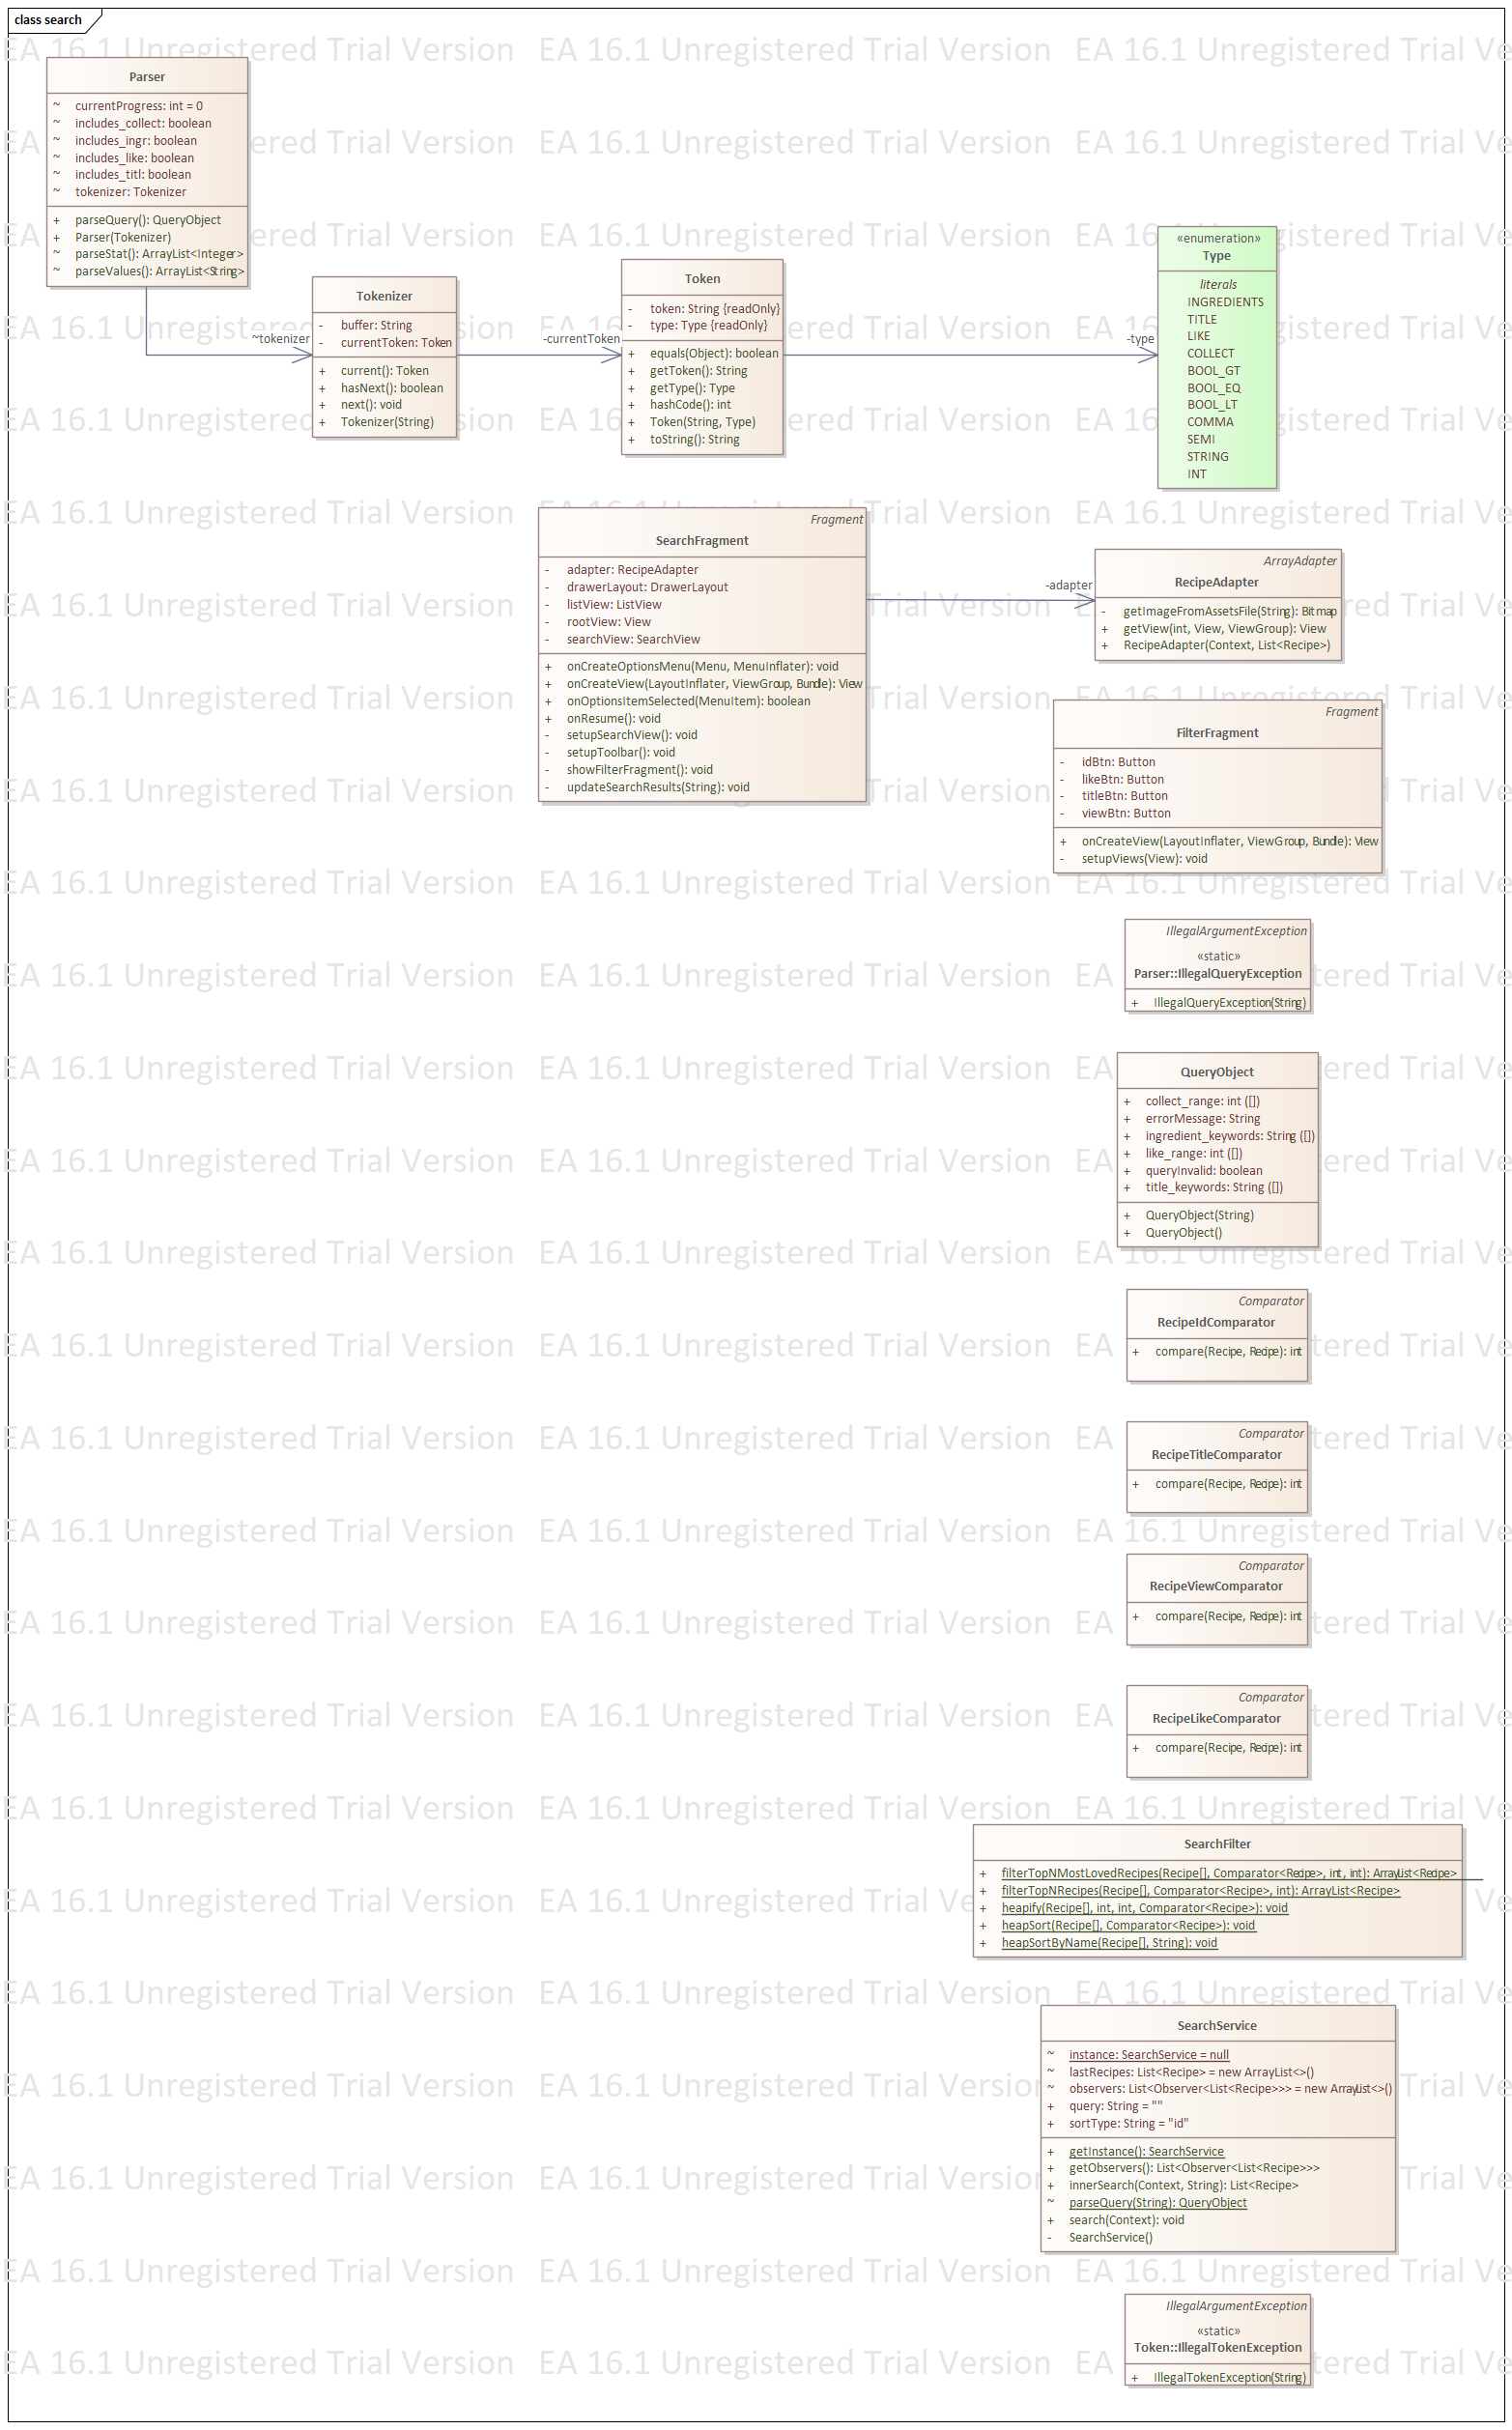 class search
Parser
~ currentProgress: int = 0
~ includes_collect: boolean
~ includes_ingr: boolean
~ includes_like: boolean
~ includes_titl: boolean
~ tokenizer: Tokenizer
+ parseQuery(): QueryObject
+ Parser(Tokenizer)
~ parseStat(): ArrayList<Integer>
~ parseValues(): ArrayList<String>
~tokenizer
Tokenizer
- buffer: String
- currentToken: Token
+ current(): Token
+ hasNext(): boolean
+ next(): void
+ Tokenizer(String)
-currentToken
Token
- token: String {readOnly}
- type: Type {readOnly}
+ equals(Object): boolean
+ getToken(): String
+ getType(): Type
+ hashCode(): int
+ Token(String, Type)
+ toString(): String
-type
«enumeration»
Type
literals
INGREDIENTS
TITLE
LIKE
COLLECT
BOOL_GT
BOOL_EQ
BOOL_LT
COMMA
SEMI
STRING
INT
Fragment
SearchFragment
- adapter: RecipeAdapter
- drawerLayout: DrawerLayout
- listView: ListView
- rootView: View
- searchView: SearchView
+ onCreateOptionsMenu(Menu, MenuInflater): void
+ onCreateView(LayoutInflater, ViewGroup, Bundle): View
+ onOptionsItemSelected(MenuItem): boolean
+ onResume(): void
- setupSearchView(): void
- setupToolbar(): void
- showFilterFragment(): void
- updateSearchResults(String): void
-adapter
ArrayAdapter
RecipeAdapter
- getImageFromAssetsFile(String): Bitmap
+ getView(int, View, ViewGroup): View
+ RecipeAdapter(Context, List<Recipe>)
Fragment
FilterFragment
- idBtn: Button
- likeBtn: Button
- titleBtn: Button
- viewBtn: Button
+ onCreateView(LayoutInflater, ViewGroup, Bundle): View
- setupViews(View): void
IllegalArgumentException
«static»
Parser::IllegalQueryException
+ IllegalQueryException(String)
QueryObject
+ collect_range: int ([])
+ errorMessage: String
+ ingredient_keywords: String ([])
+ like_range: int ([])
+ queryInvalid: boolean
+ title_keywords: String ([])
+ QueryObject(String)
+ QueryObject()
Comparator
RecipeIdComparator
+ compare(Recipe, Recipe): int
Comparator
RecipeTitleComparator
+ compare(Recipe, Recipe): int
Comparator
RecipeViewComparator
+ compare(Recipe, Recipe): int
Comparator
RecipeLikeComparator
+ compare(Recipe, Recipe): int
SearchFilter
+ filterTopNMostLovedRecipes(Recipe[], Comparator<Recipe>, int, int): ArrayList<Recipe>
+ filterTopNRecipes(Recipe[], Comparator<Recipe>, int): ArrayList<Recipe>
+ heapify(Recipe[], int, int, Comparator<Recipe>): void
+ heapSort(Recipe[], Comparator<Recipe>): void
+ heapSortByName(Recipe[], String): void
SearchService
~ instance: SearchService = null
~ lastRecipes: List<Recipe> = new ArrayList<>()
~ observers: List<Observer<List<Recipe>>> = new ArrayList<>()
+ query: String = ""
+ sortType: String = "id"
+ getInstance(): SearchService
+ getObservers(): List<Observer<List<Recipe>>>
+ innerSearch(Context, String): List<Recipe>
~ parseQuery(String): QueryObject
+ search(Context): void
- SearchService()
IllegalArgumentException
«static»
Token::IllegalTokenException
+ IllegalTokenException(String)
EA 16.1 Unregistered Trial Version